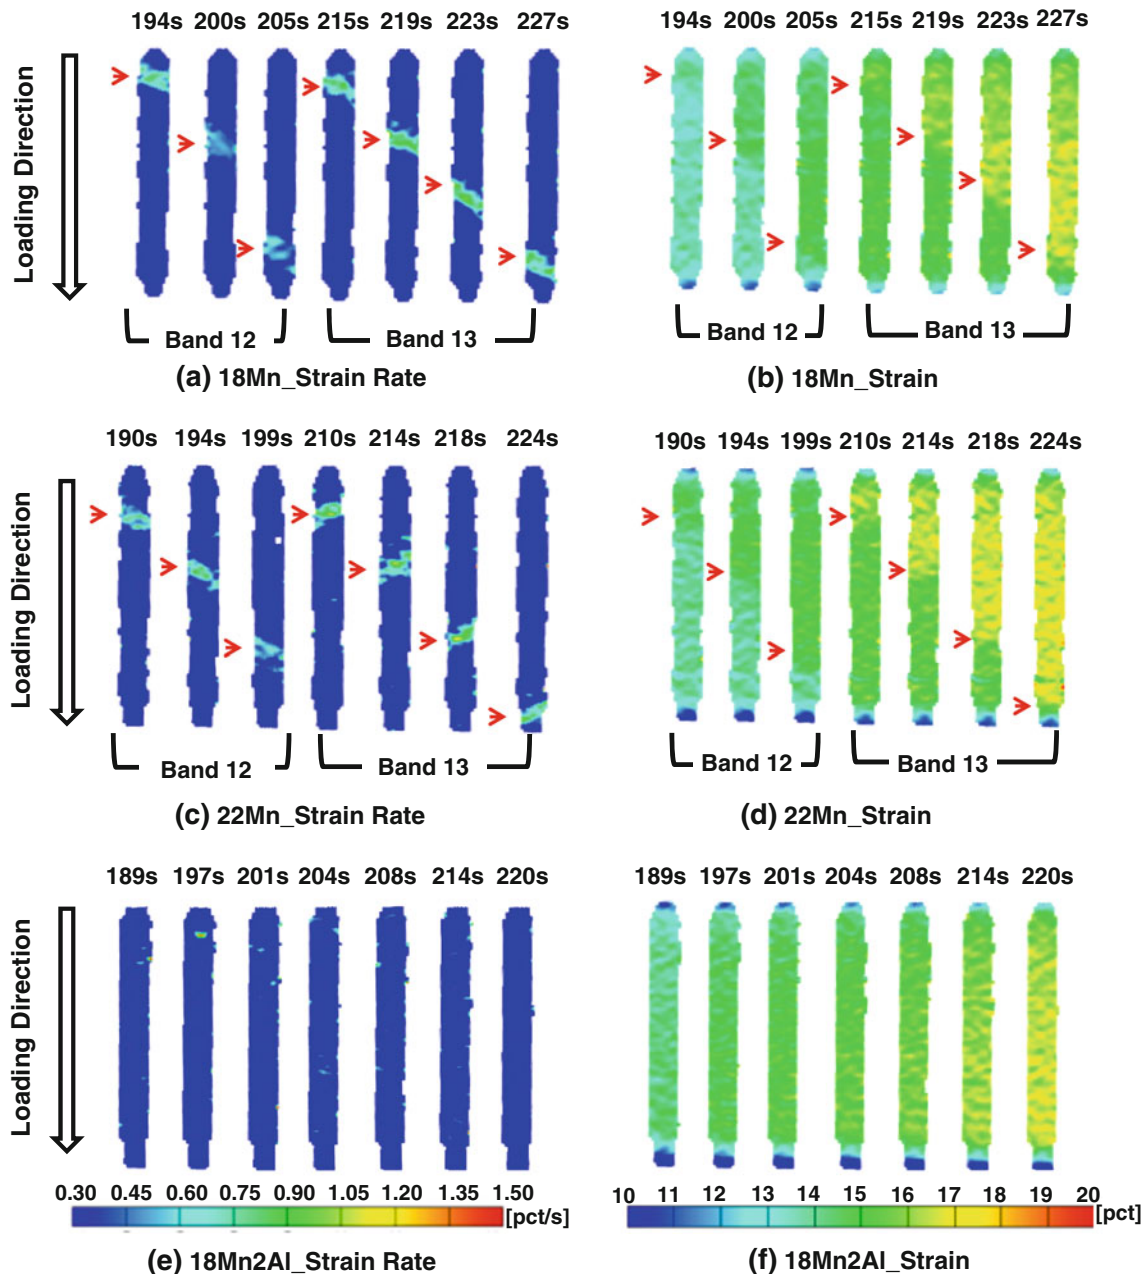 194s 200s 205s 215s 219s 223s 227s
194s 200s 205s 215s 219s 223s 227s
Loading Direction
Band 12
Band 13
Band 12
Band 13
(a) 18Mn_Strain Rate
(b) 18Mn_Strain
190s 194s 199s 210s 214s 218s 224s
190s 194s 199s 210s 214s 218s 224s
Loading Direction
Band 12
Band 13
Band 12
Band 13
(c) 22Mn_Strain Rate
(d) 22Mn_Strain
189s 197s 201s 204s 208s 214s 220s
189s 197s 201s 204s 208s 214s 220s
Loading Direction
0.30 0.45 0.60 0.75 0.90 1.05 1.20 1.35 1.50
[pct/s]
10 11 12 13 14 15 16 17 18 19 20
[pct]
(e) 18Mn2Al_Strain Rate
(f) 18Mn2Al_Strain